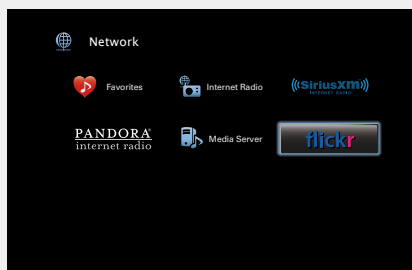 Network
Favorites
Internet Radio
((SiriusXM))
INTERNET RADIO
PANDORA®
internet radio
Media Server
flickr